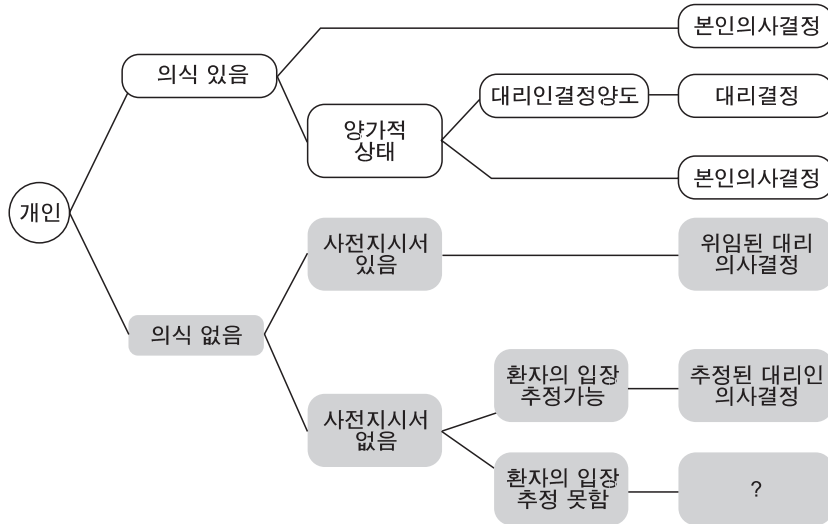 본인의사결정
의식 있음
대리인결정양도
대리결정
양가적
상태
본인의사결정
개인
사전지시서
있음
위임된 대리
의사결정
의식 없음
환자의 입장
추정가능
추정된 대리인
의사결정
사전지시서
없음
환자의 입장
추정 못함
?